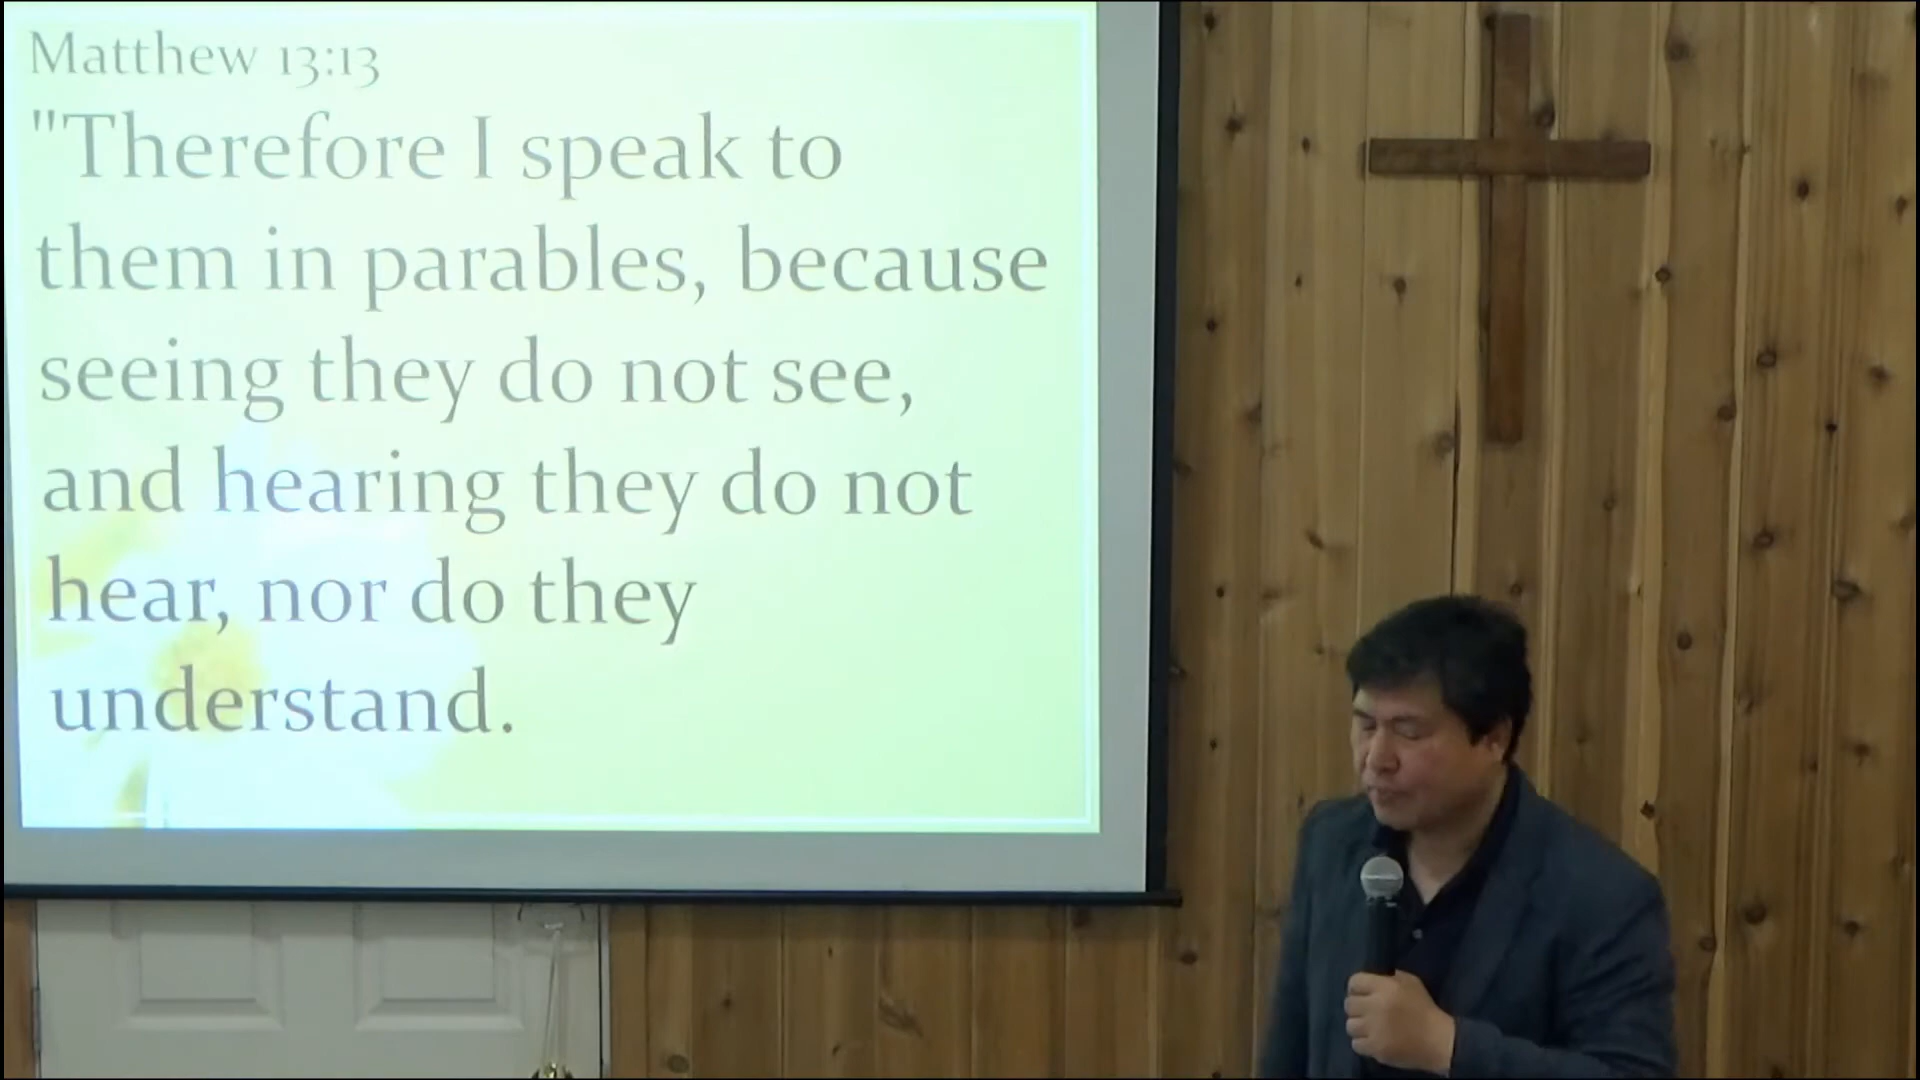 Matthew 13:13
"Therefore I speak to
them in parables, because
seeing they do not see,
and hearing they do not
hear, nor do they
understand.